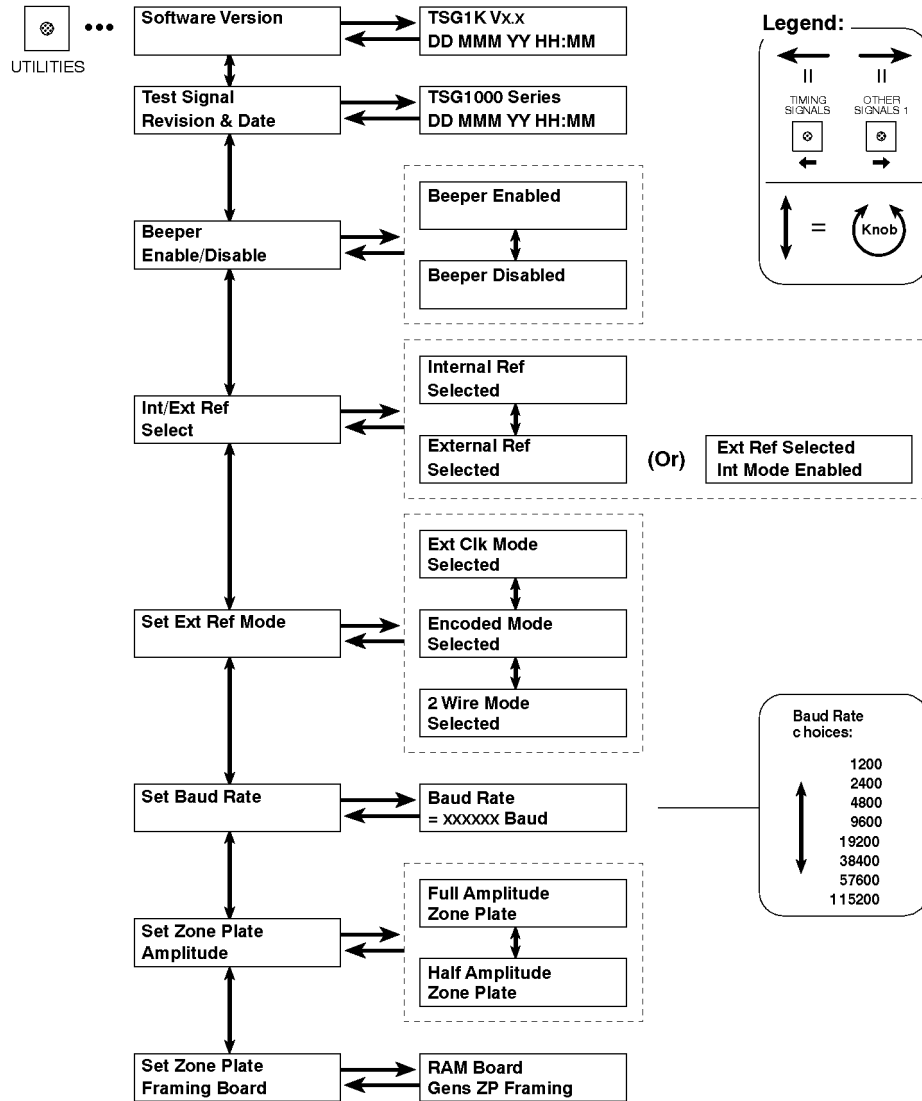 UTILITIES
Software Version
TSG1K Vx.x
DD MMM YY HH:MM
Test Signal
Revision & Date
TSG1000 Series
DD MMM YY HH:MM
Beeper
Enable/Disable
Beeper Enabled
Beeper Disabled
Int/Ext Ref
Select
Internal Ref
Selected
External Ref
Selected
(Or)
Ext Ref Selected
Int Mode Enabled
Set Ext Ref Mode
Ext Clk Mode
Selected
Encoded Mode
Selected
2 Wire Mode
Selected
Set Baud Rate
Baud Rate
= xxxxxx Baud
Set Zone Plate
Amplitude
Full Amplitude
Zone Plate
Half Amplitude
Zone Plate
Set Zone Plate
Framing Board
RAM Board
Gens ZP Framing
Legend:
TIMING
SIGNALS
OTHER
SIGNALS 1
=
Knob
Baud Rate
choices:
1200
2400
4800
9600
19200
38400
57600
115200